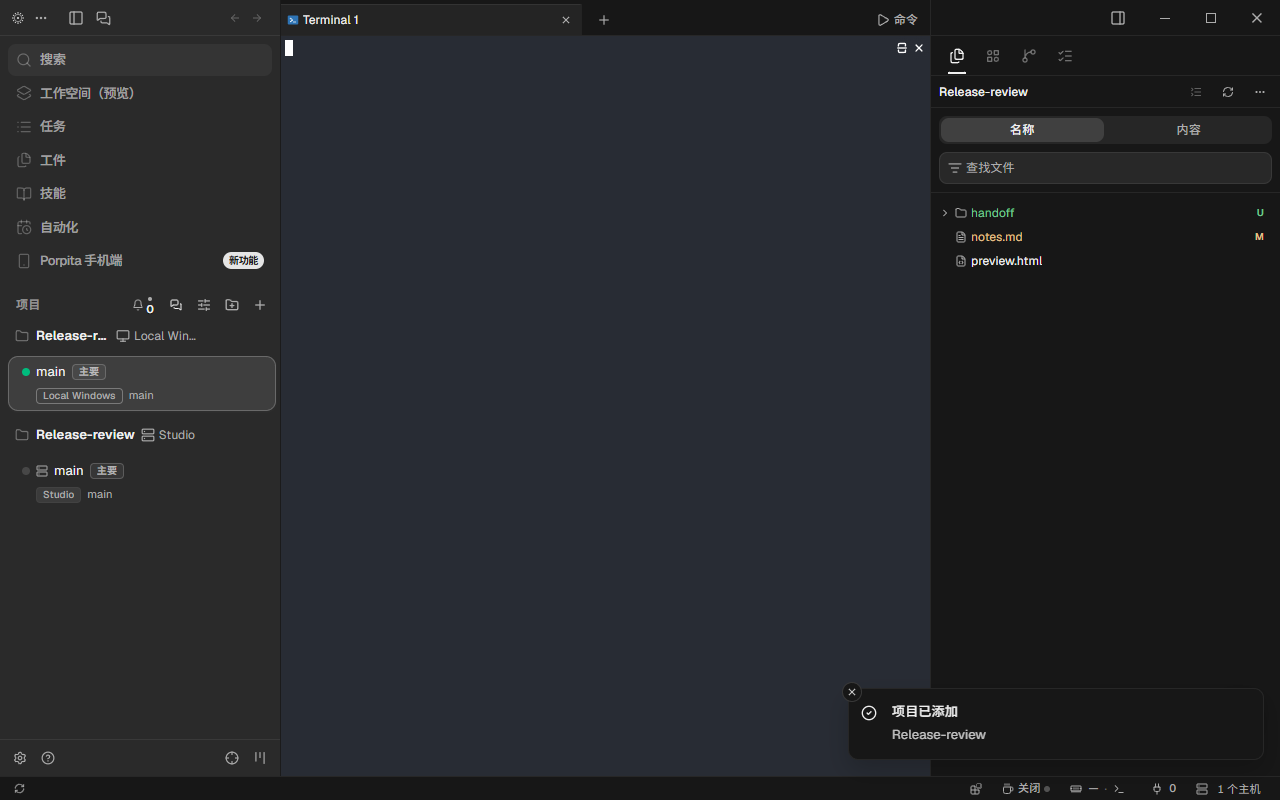 Terminal 1
命令
搜索
工作空间（预览）
任务
工件
技能
自动化
Porpita 手机端
新功能
项目
0
Release-r...
Local Win...
main
主要
Local Windows
main
Release-review
Studio
main
主要
Studio
main
Release-review
名称
内容
查找文件
handoff
U
notes.md
M
preview.html
项目已添加
Release-review
关闭
0
1 个主机